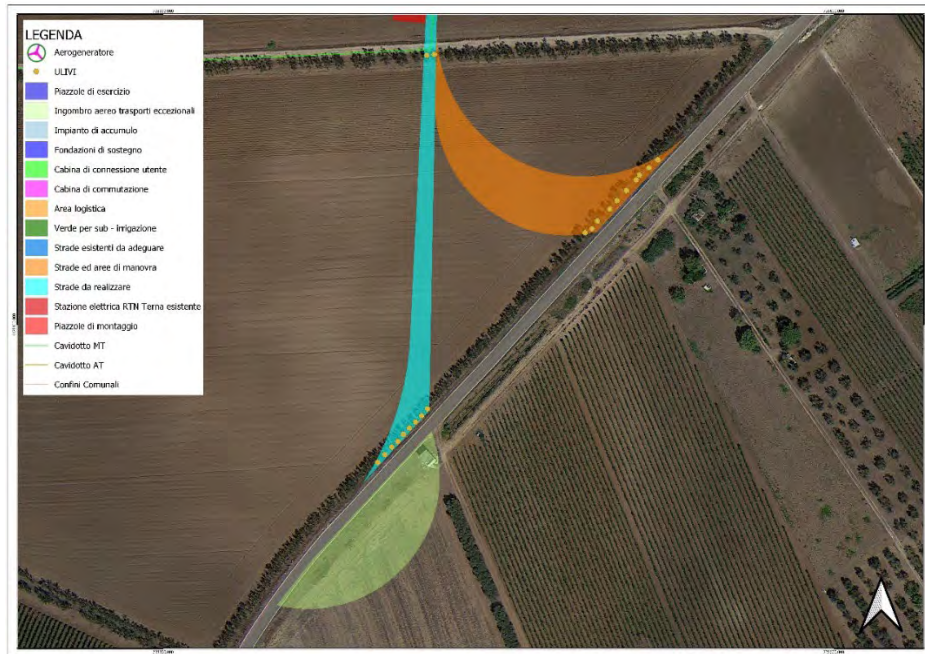 LEGENDA
Aerogeneratore
ULIVI
Piazzole di esercizio
Ingombro aereo trasporti eccezionali
Impianto di accumulo
Fondazioni di sostegno
Cabina di connessione utente
Cabina di commutazione
Area logistica
Verde per sub - irrigazione
Strade esistenti da adeguare
Strade ed aree di manovra
Strade da realizzare
Stazione elettrica RTN Terna esistente
Piazzole di montaggio
Cavidotto MT
Cavidotto AT
Confini Comunali